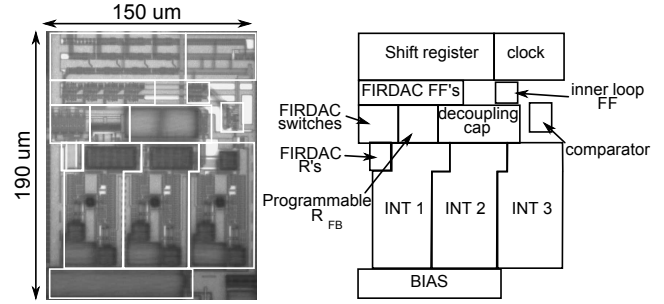 150 um
190 um
Shift register
clock
FIRDAC FF's
inner loop
FF
FIRDAC
switches
decoupling
cap
comparator
FIRDAC
R's
Programmable
R FB
INT 1
INT 2
INT 3
BIAS